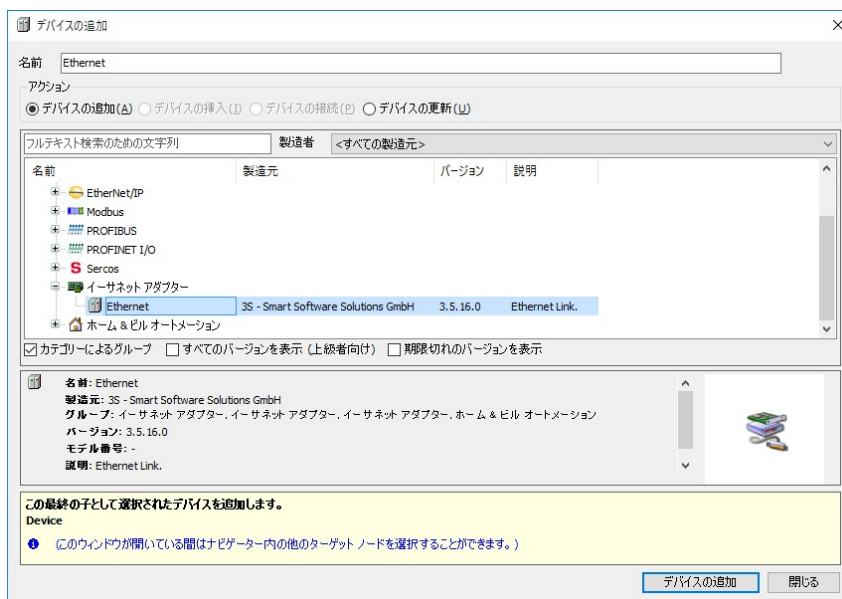 デバイスの追加
名前 Ethernet
アクション
デバイスの追加(A) デバイスの挿入(I) デバイスの接続(P) デバイスの更新(U)
フルテキスト検索のための文字列 製造者 <すべての製造元>
名前 製造元 バージョン 説明
EtherNet/IP
Modbus
PROFIBUS
PROFINET I/O
Sercos
イーサネット アダプター
Ethernet 3S - Smart Software Solutions GmbH 3.5.16.0 Ethernet Link.
ホーム & ビル オートメーション
カテゴリーによるグループ すべてのバージョンを表示 (上級者向け) 期限切れのバージョンを表示
名前: Ethernet
製造元: 3S - Smart Software Solutions GmbH
グループ: イーサネット アダプター, イーサネット アダプター, イーサネット アダプター, ホーム & ビル オートメーション
バージョン: 3.5.16.0
モデル番号: -
説明: Ethernet Link.
この最終の子として選択されたデバイスを追加します。
Device
(このウィンドウが開いている間はナビゲーター内の他のターゲット ノードを選択することができます。)
デバイスの追加 閉じる